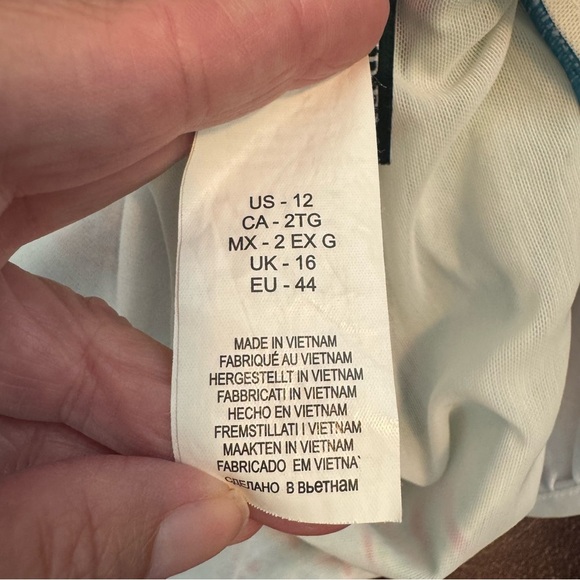 US - 12
CA - 2TG
MX - 2 EX G
UK - 16
EU - 44
MADE IN VIETNAM
FABRIQUÉ AU VIETNAM
HERGESTELLT IN VIETNAM
FABBRICATI IN VIETNAM
HECHO EN VIETNAM
FREMSTILLATI I VIETNAM
MAAKTEN IN VIETNAM
FABRICADO EM VIETNA`
СДЕЛАНО В Вьетнам